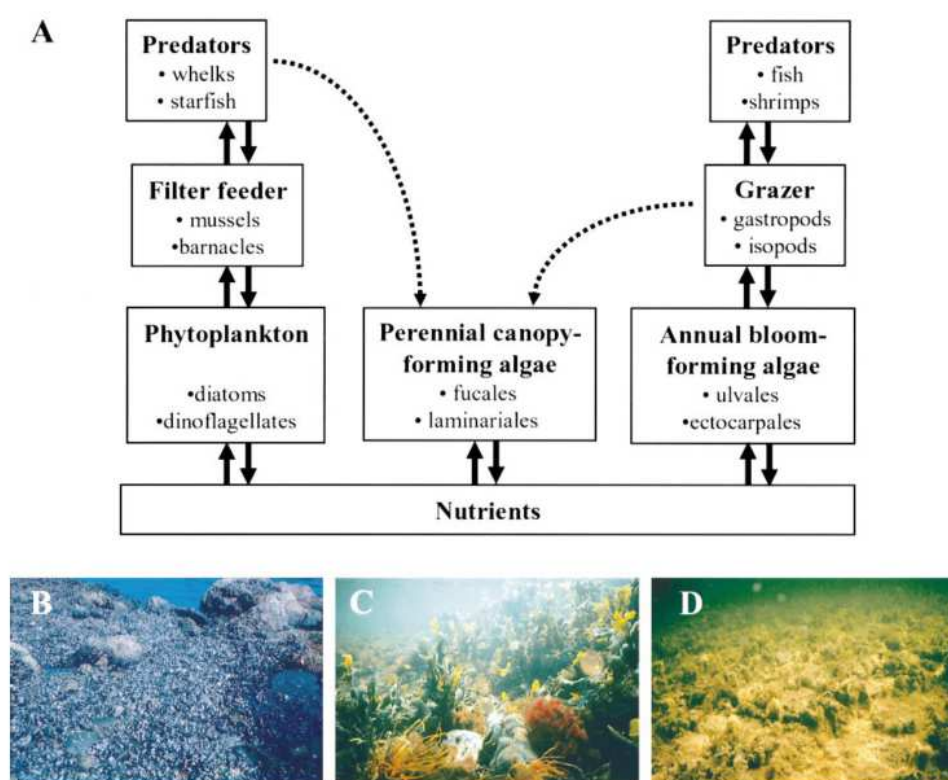 A
Predators
• whelks
• starfish
Predators
• fish
•shrimps
Filter feeder
• mussels
•barnacles
Grazer
• gastropods
• isopods
Phytoplankton
•diatoms
•dinoflagellates
Perennial canopy-
forming algae
• fucales
• laminariales
Annual bloom-
forming algae
• ulvales
•ectocarpales
Nutrients
B
C
D